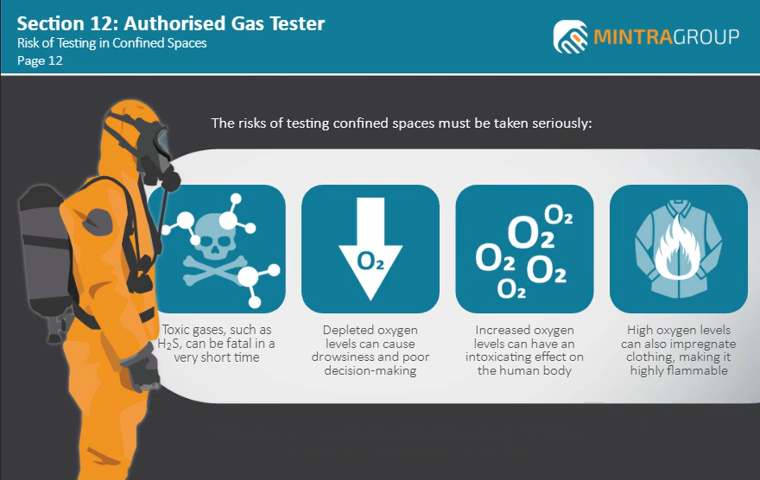 Section 12: Authorised Gas Tester
Risk of Testing in Confined Spaces
Page 12
MINTRAGROUP
The risks of testing confined spaces must be taken seriously:
O₂
O₂
O₂
O₂
O₂
O₂
Toxic gases, such as
H₂S, can be fatal in a
very short time
Depleted oxygen
levels can cause
drowsiness and poor
decision-making
Increased oxygen
levels can have an
intoxicating effect on
the human body
High oxygen levels
can also impregnate
clothing, making it
highly flammable